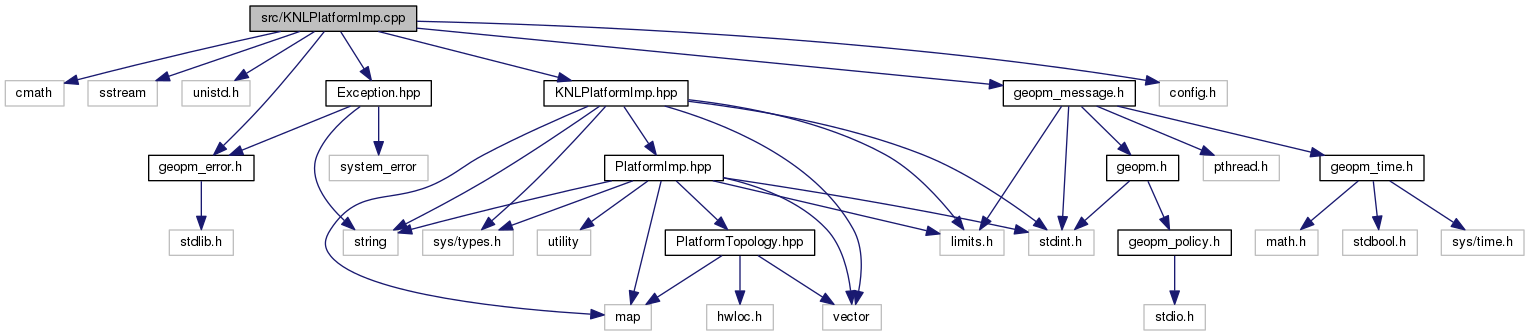 src/KNLPlatformImp.cpp
cmath
sstream
unistd.h
Exception.hpp
KNLPlatformImp.hpp
geopm_message.h
config.h
geopm_error.h
system_error
PlatformImp.hpp
geopm.h
pthread.h
geopm_time.h
stdlib.h
string
sys/types.h
utility
PlatformTopology.hpp
limits.h
stdint.h
geopm_policy.h
math.h
stdbool.h
sys/time.h
map
hwloc.h
vector
stdio.h